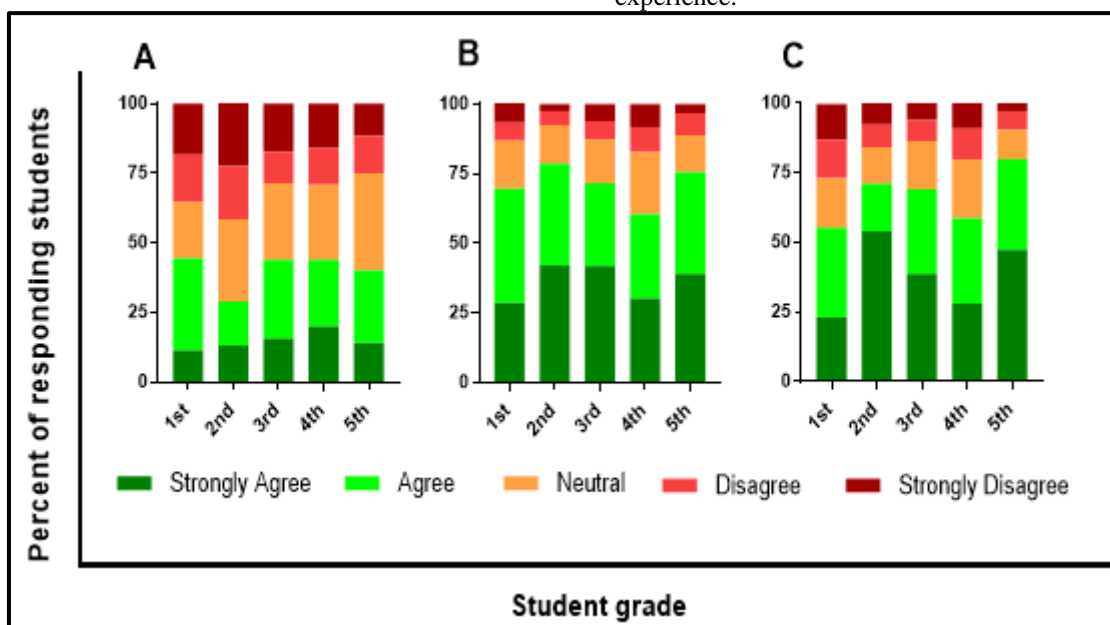 experience.
A B C
100 100 100
75 75 75
50 50 50
25 25 25
0 0 0
1st 2nd 3rd 4th 5th 1st 2nd 3rd 4th 5th 1st 2nd 3rd 4th 5th
Strongly Agree Agree Neutral Disagree Strongly Disagree
Percent of responding students
Student grade